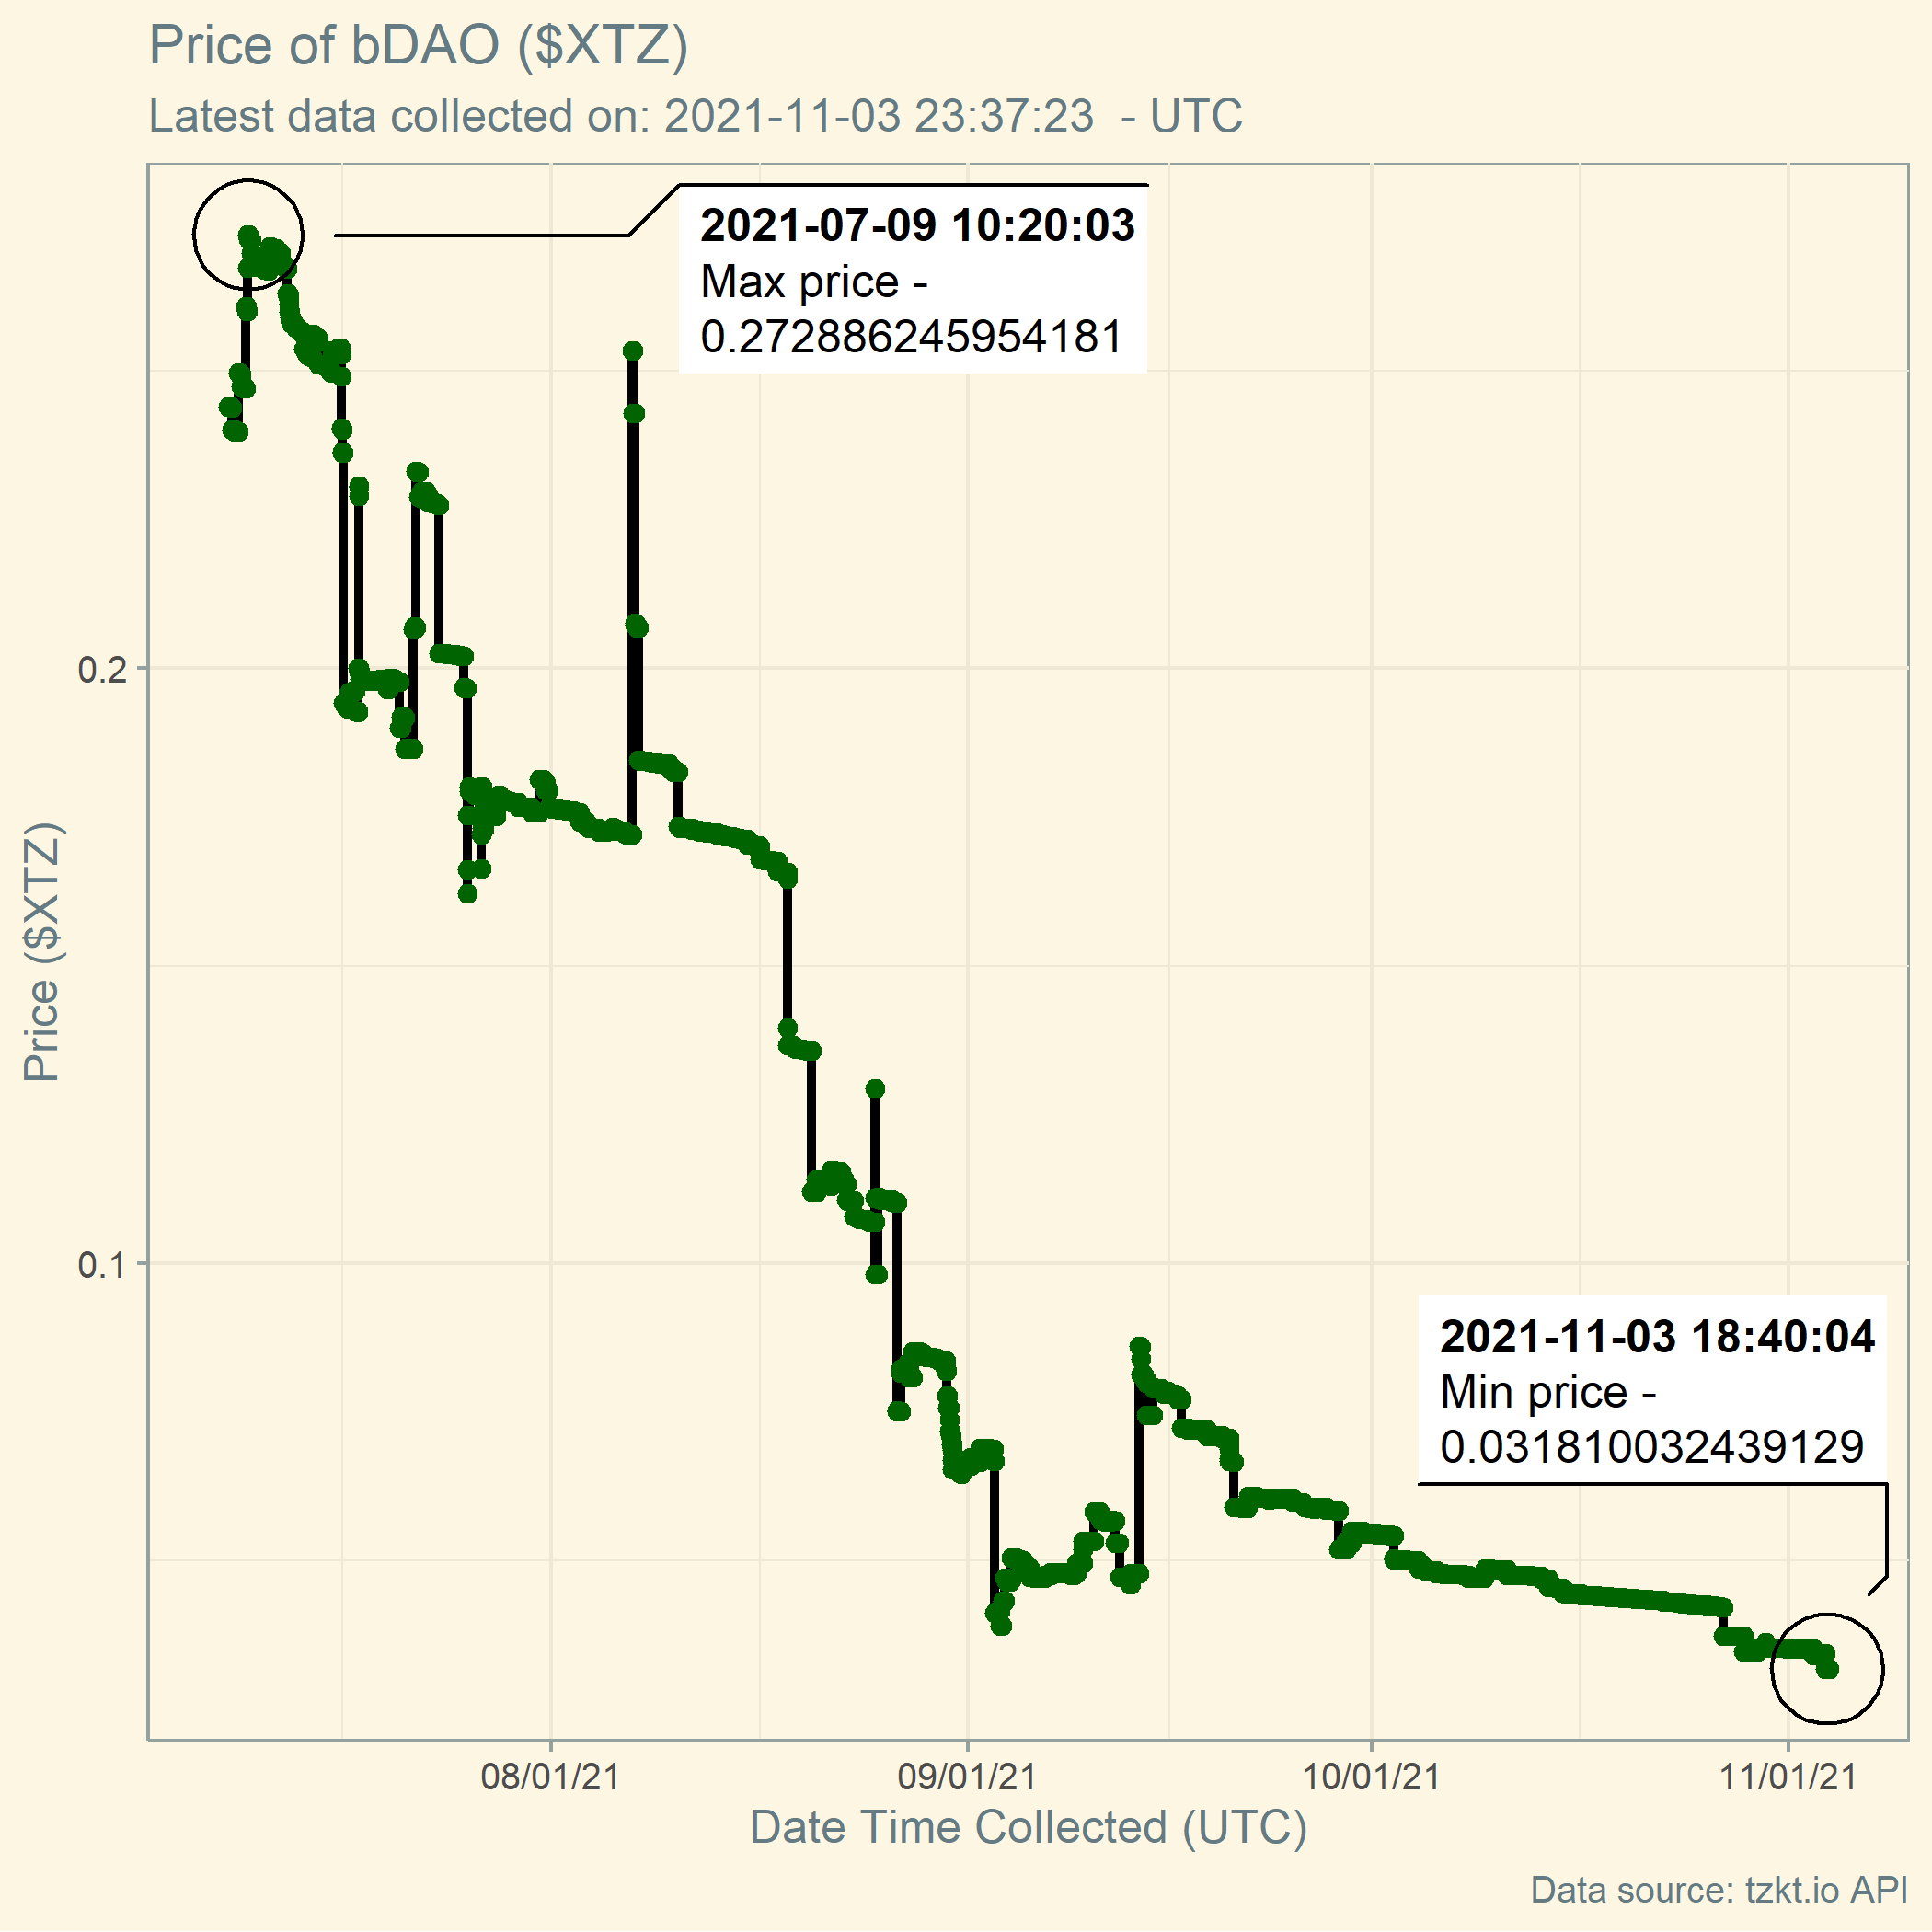 Price of bDAO ($XTZ)
Latest data collected on: 2021-11-03 23:37:23  - UTC
2021-07-09 10:20:03
Max price -
0.272886245954181
0.2
Price ($XTZ)
0.1
2021-11-03 18:40:04
Min price -
0.0318100032439129
08/01/21
09/01/21
10/01/21
11/01/21
Date Time Collected (UTC)
Data source: tzkt.io API